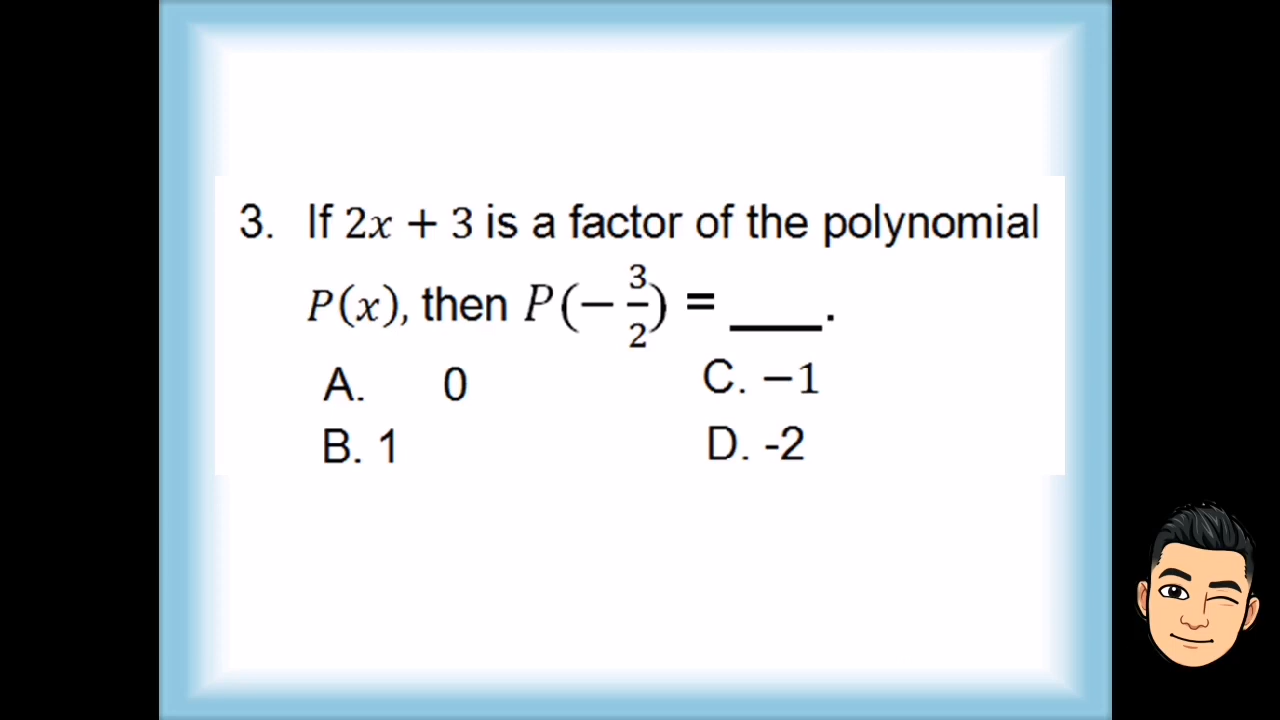 3. If 2x + 3 is a factor of the polynomial
P(x), then P(−3/2) = ____.
A. 0 C. −1
B. 1 D. -2